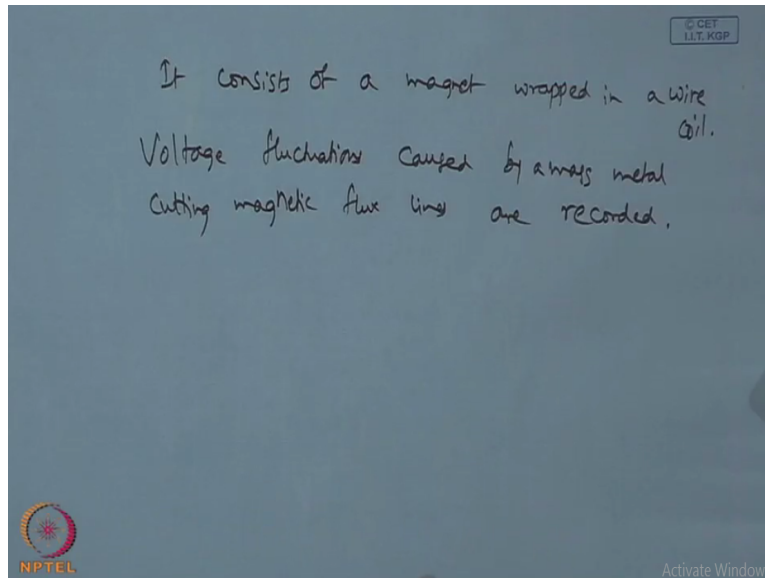 © CET
I.I.T. KGP
It consists of a magnet wrapped in a wire
coil.
Voltage fluctuations caused by a mass metal
cutting magnetic flux lines are recorded.
NPTEL
Activate Window